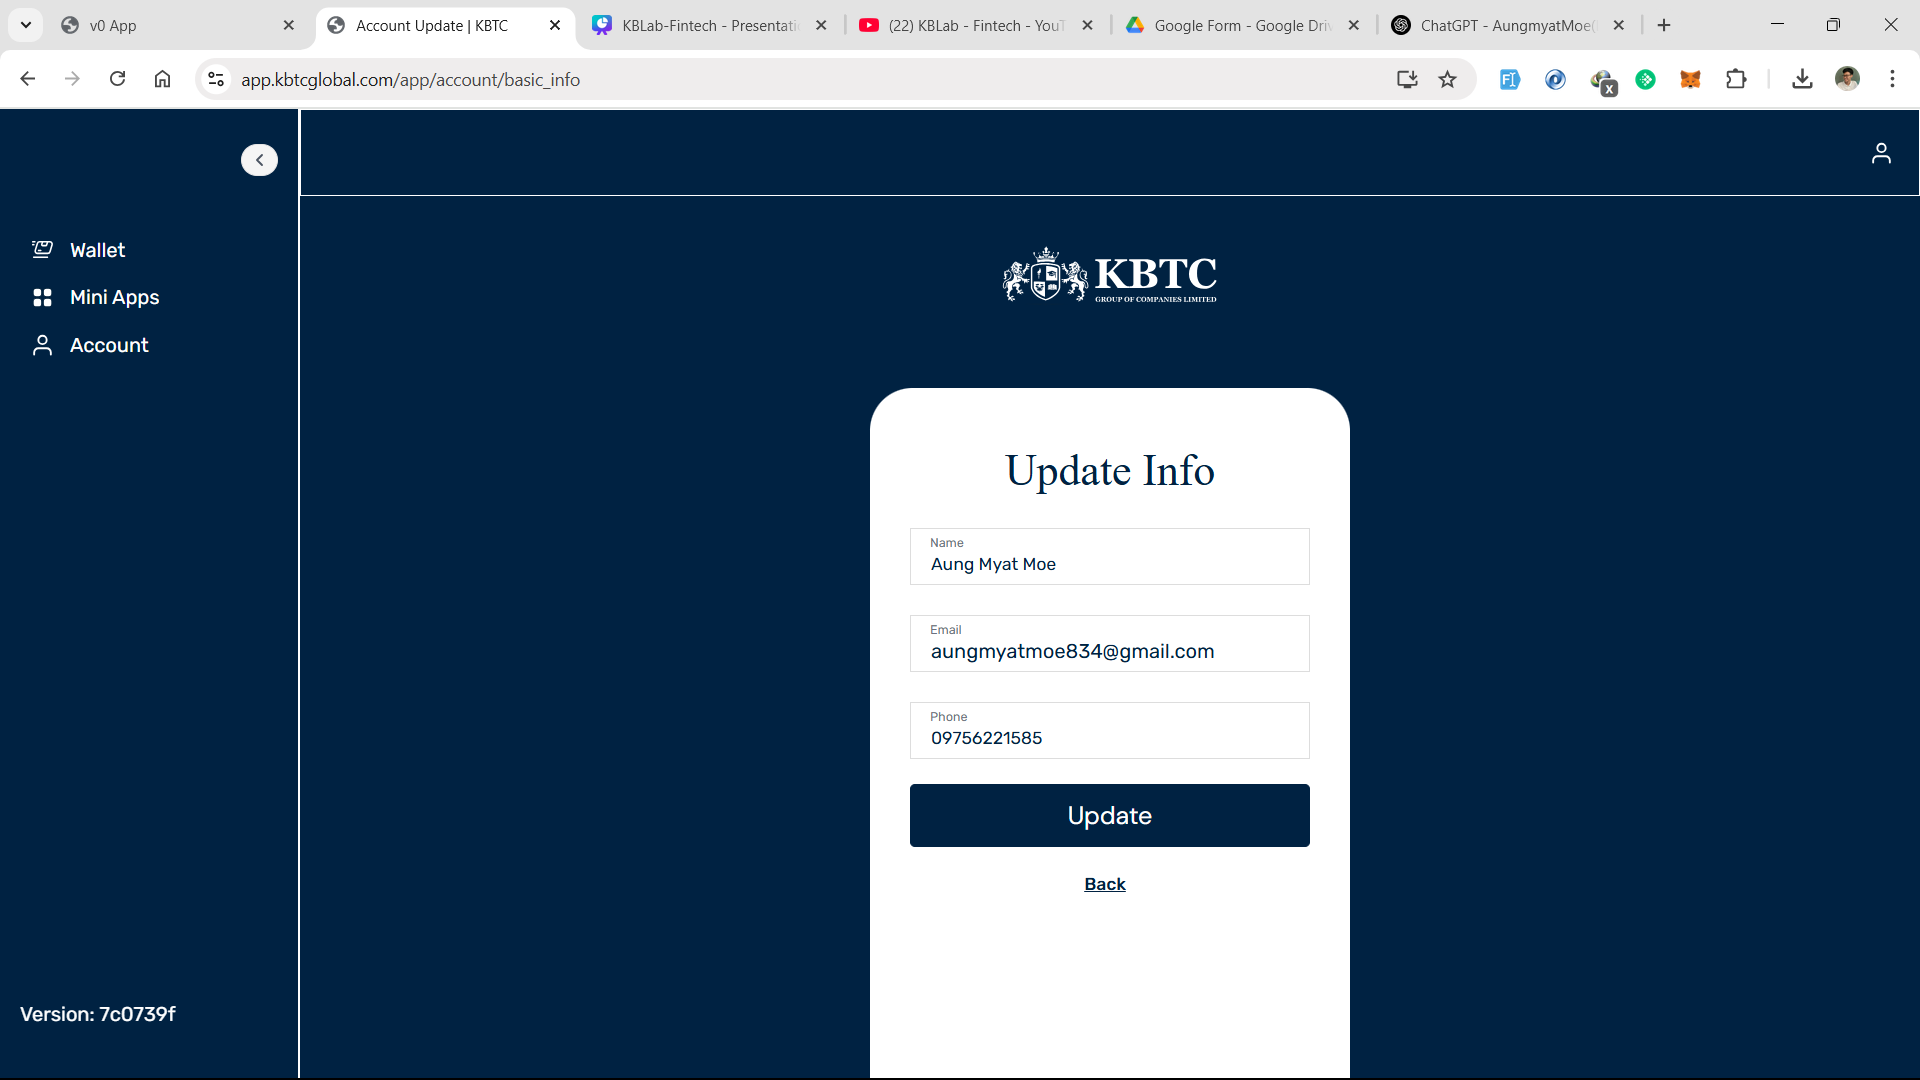 v0 App
Account Update | KBTC
KBLab-Fintech - Presentati
(22) KBLab - Fintech - YouT
Google Form - Google Driv
ChatGPT - AungmyatMoe(
app.kbtcglobal.com/app/account/basic_info
Wallet
Mini Apps
Account
KBTC
GROUP OF COMPANIES LIMITED
Update Info
Name
Aung Myat Moe
Email
aungmyatmoe834@gmail.com
Phone
09756221585
Update
Back
Version: 7c0739f